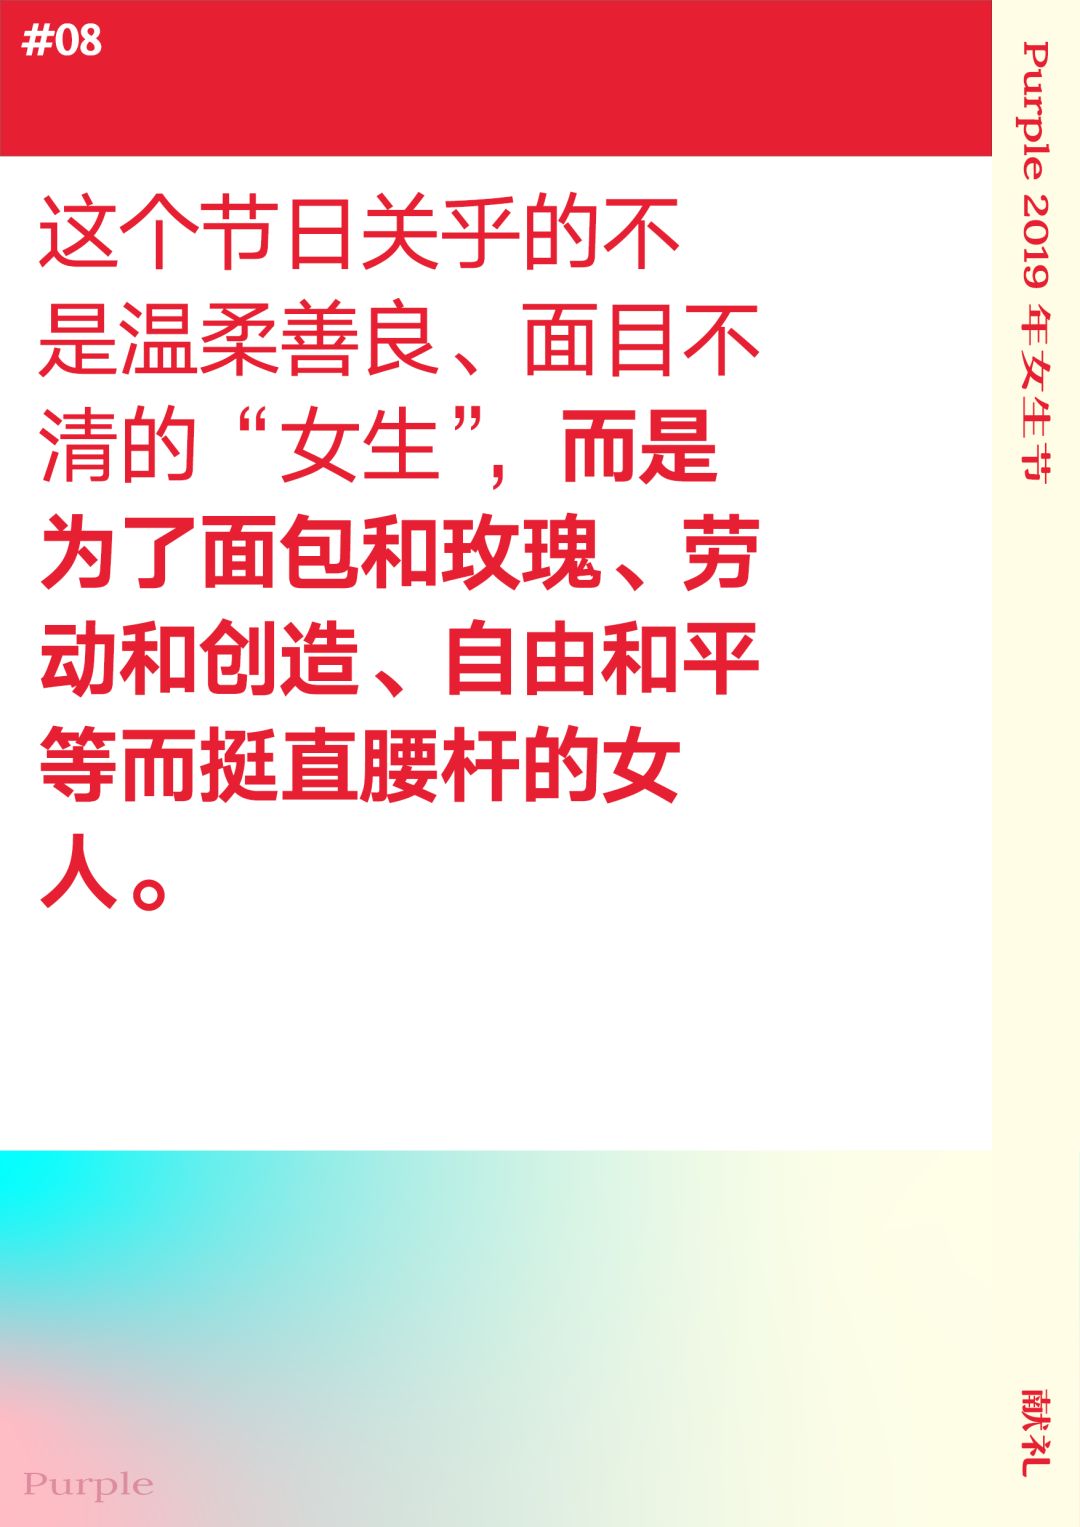 #08
这个节日关乎的不
是温柔善良、面目不
清的“女生”，而是
为了面包和玫瑰、劳
动和创造、自由和平
等而挺直腰杆的女
人。
Purple 2019 年女生节
献礼
Purple